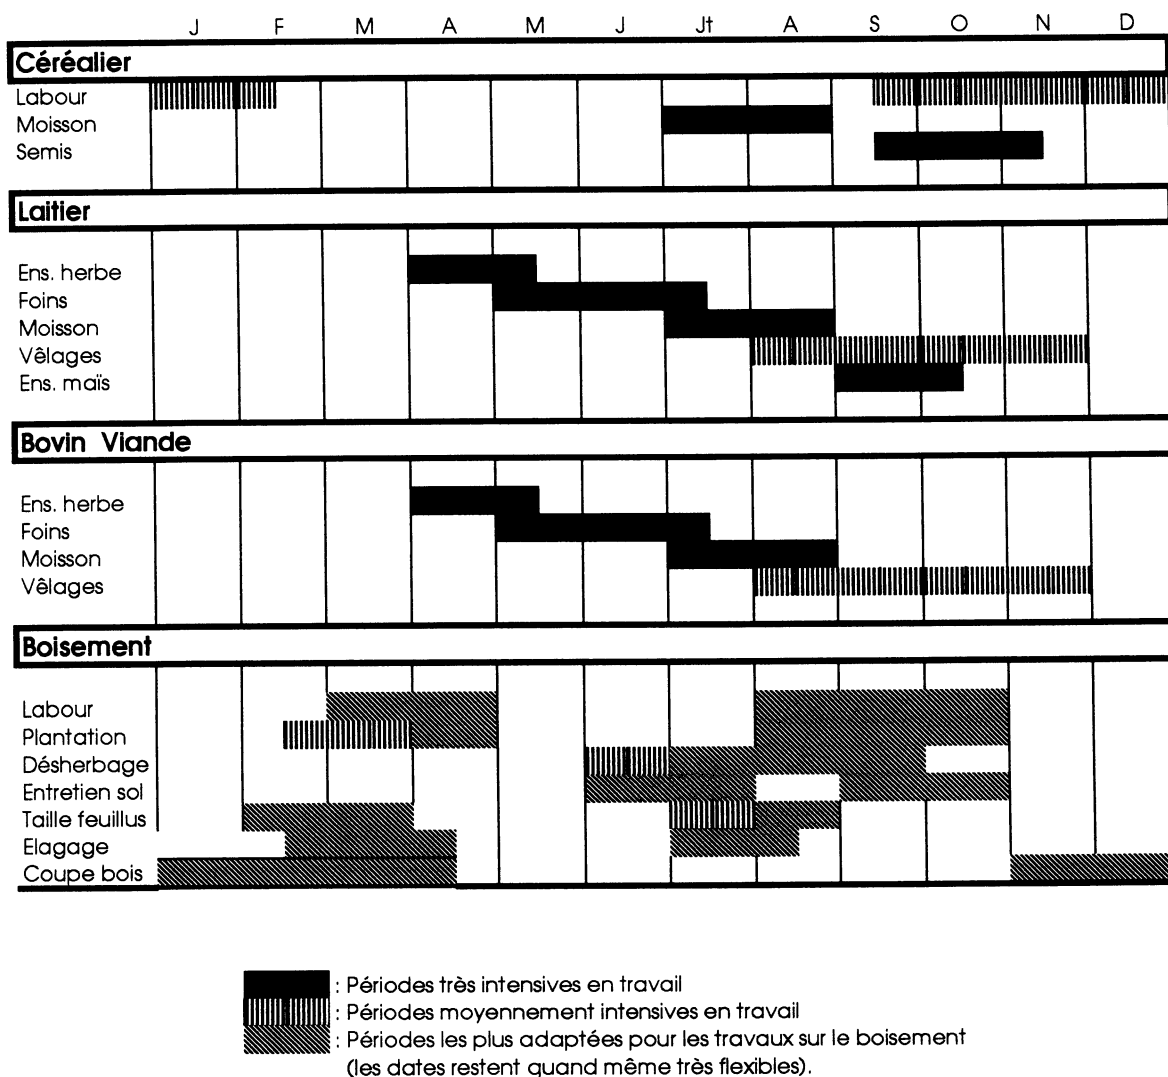 J F M A M J Jt A S O N D
Céréalier
Labour
Moisson
Semis
Laitier
Ens. herbe
Foins
Moisson
Vêlages
Ens. maïs
Bovin Viande
Ens. herbe
Foins
Moisson
Vêlages
Boisement
Labour
Plantation
Désherbage
Entretien sol
Taille feuillus
Elagage
Coupe bois
: Périodes très intensives en travail
: Périodes moyennement intensives en travail
: Périodes les plus adaptées pour les travaux sur le boisement
(les dates restent quand même très flexibles).